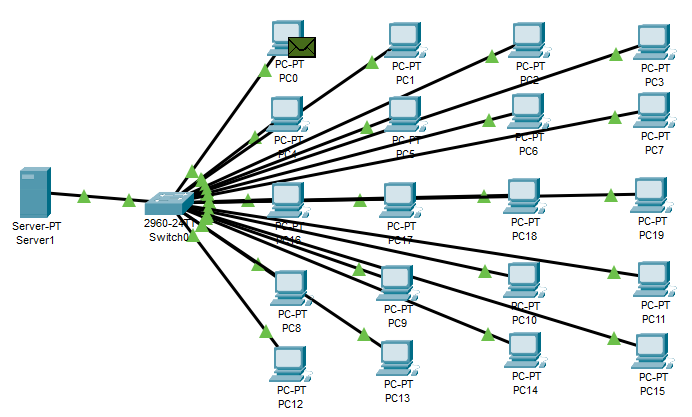 PC-PT
PC0
PC-PT
PC1
PC-PT
PC2
PC-PT
PC3
PC-PT
PC4
PC-PT
PC5
PC-PT
PC6
PC-PT
PC7
Server-PT
Server1
2960-24TT
Switch0
PC-PT
PC16
PC-PT
PC17
PC-PT
PC18
PC-PT
PC19
PC-PT
PC8
PC-PT
PC9
PC-PT
PC10
PC-PT
PC11
PC-PT
PC12
PC-PT
PC13
PC-PT
PC14
PC-PT
PC15